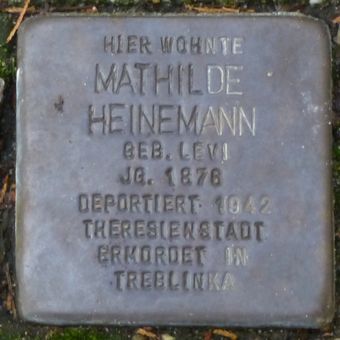 HIER WOHNTE
MATHILDE
HEINEMANN
GEB. LEVI
JG. 1876
DEPORTIERT 1942
THERESIENSTADT
ERMORDET IN
TREBLINKA